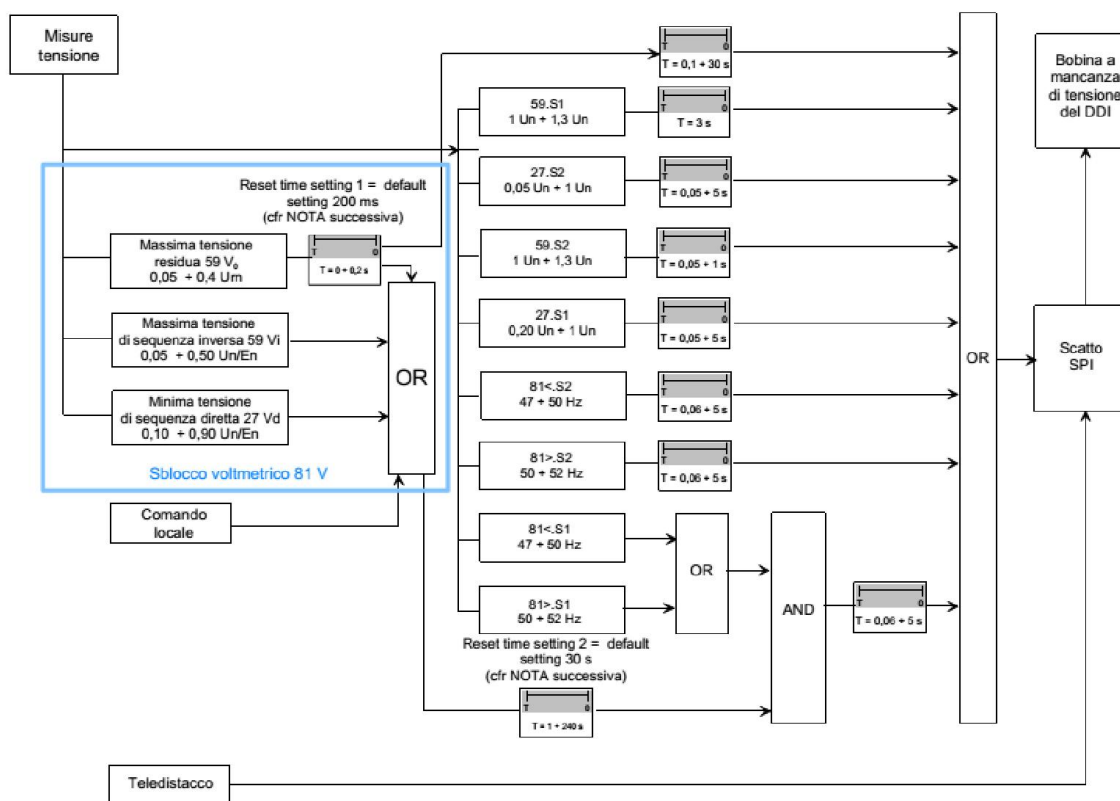 Misure
tensione
T 0
T = 0,1 + 30 s
Bobina a
mancanza
di tensione
del DDI
59.S1
1 Un + 1,3 Un
T 0
T = 3 s
27.S2
0,05 Un + 1 Un
T 0
T = 0,05 + 5 s
Reset time setting 1 = default
setting 200 ms
(cfr NOTA successiva)
Massima tensione
residua 59 V₀
0,05 + 0,4 Urn
T 0
T = 0 + 0,2 s
59.S2
1 Un + 1,3 Un
T 0
T = 0,05 + 1 s
Massima tensione
di sequenza inversa 59 Vi
0,05 + 0,50 Un/En
27.S1
0,20 Un + 1 Un
T 0
T = 0,05 + 5 s
OR
Scatto
SPI
OR
Minima tensione
di sequenza diretta 27 Vd
0,10 + 0,90 Un/En
81<.S2
47 + 50 Hz
T 0
T = 0,06 + 5 s
Sblocco voltmetrico 81 V
81>.S2
50 + 52 Hz
T 0
T = 0,06 + 5 s
Comando
locale
81<.S1
47 + 50 Hz
OR
81>.S1
50 + 52 Hz
AND
T 0
T = 0,06 + 5 s
Reset time setting 2 = default
setting 30 s
(cfr NOTA successiva)
T 0
T = 1 + 240 s
Teledistacco